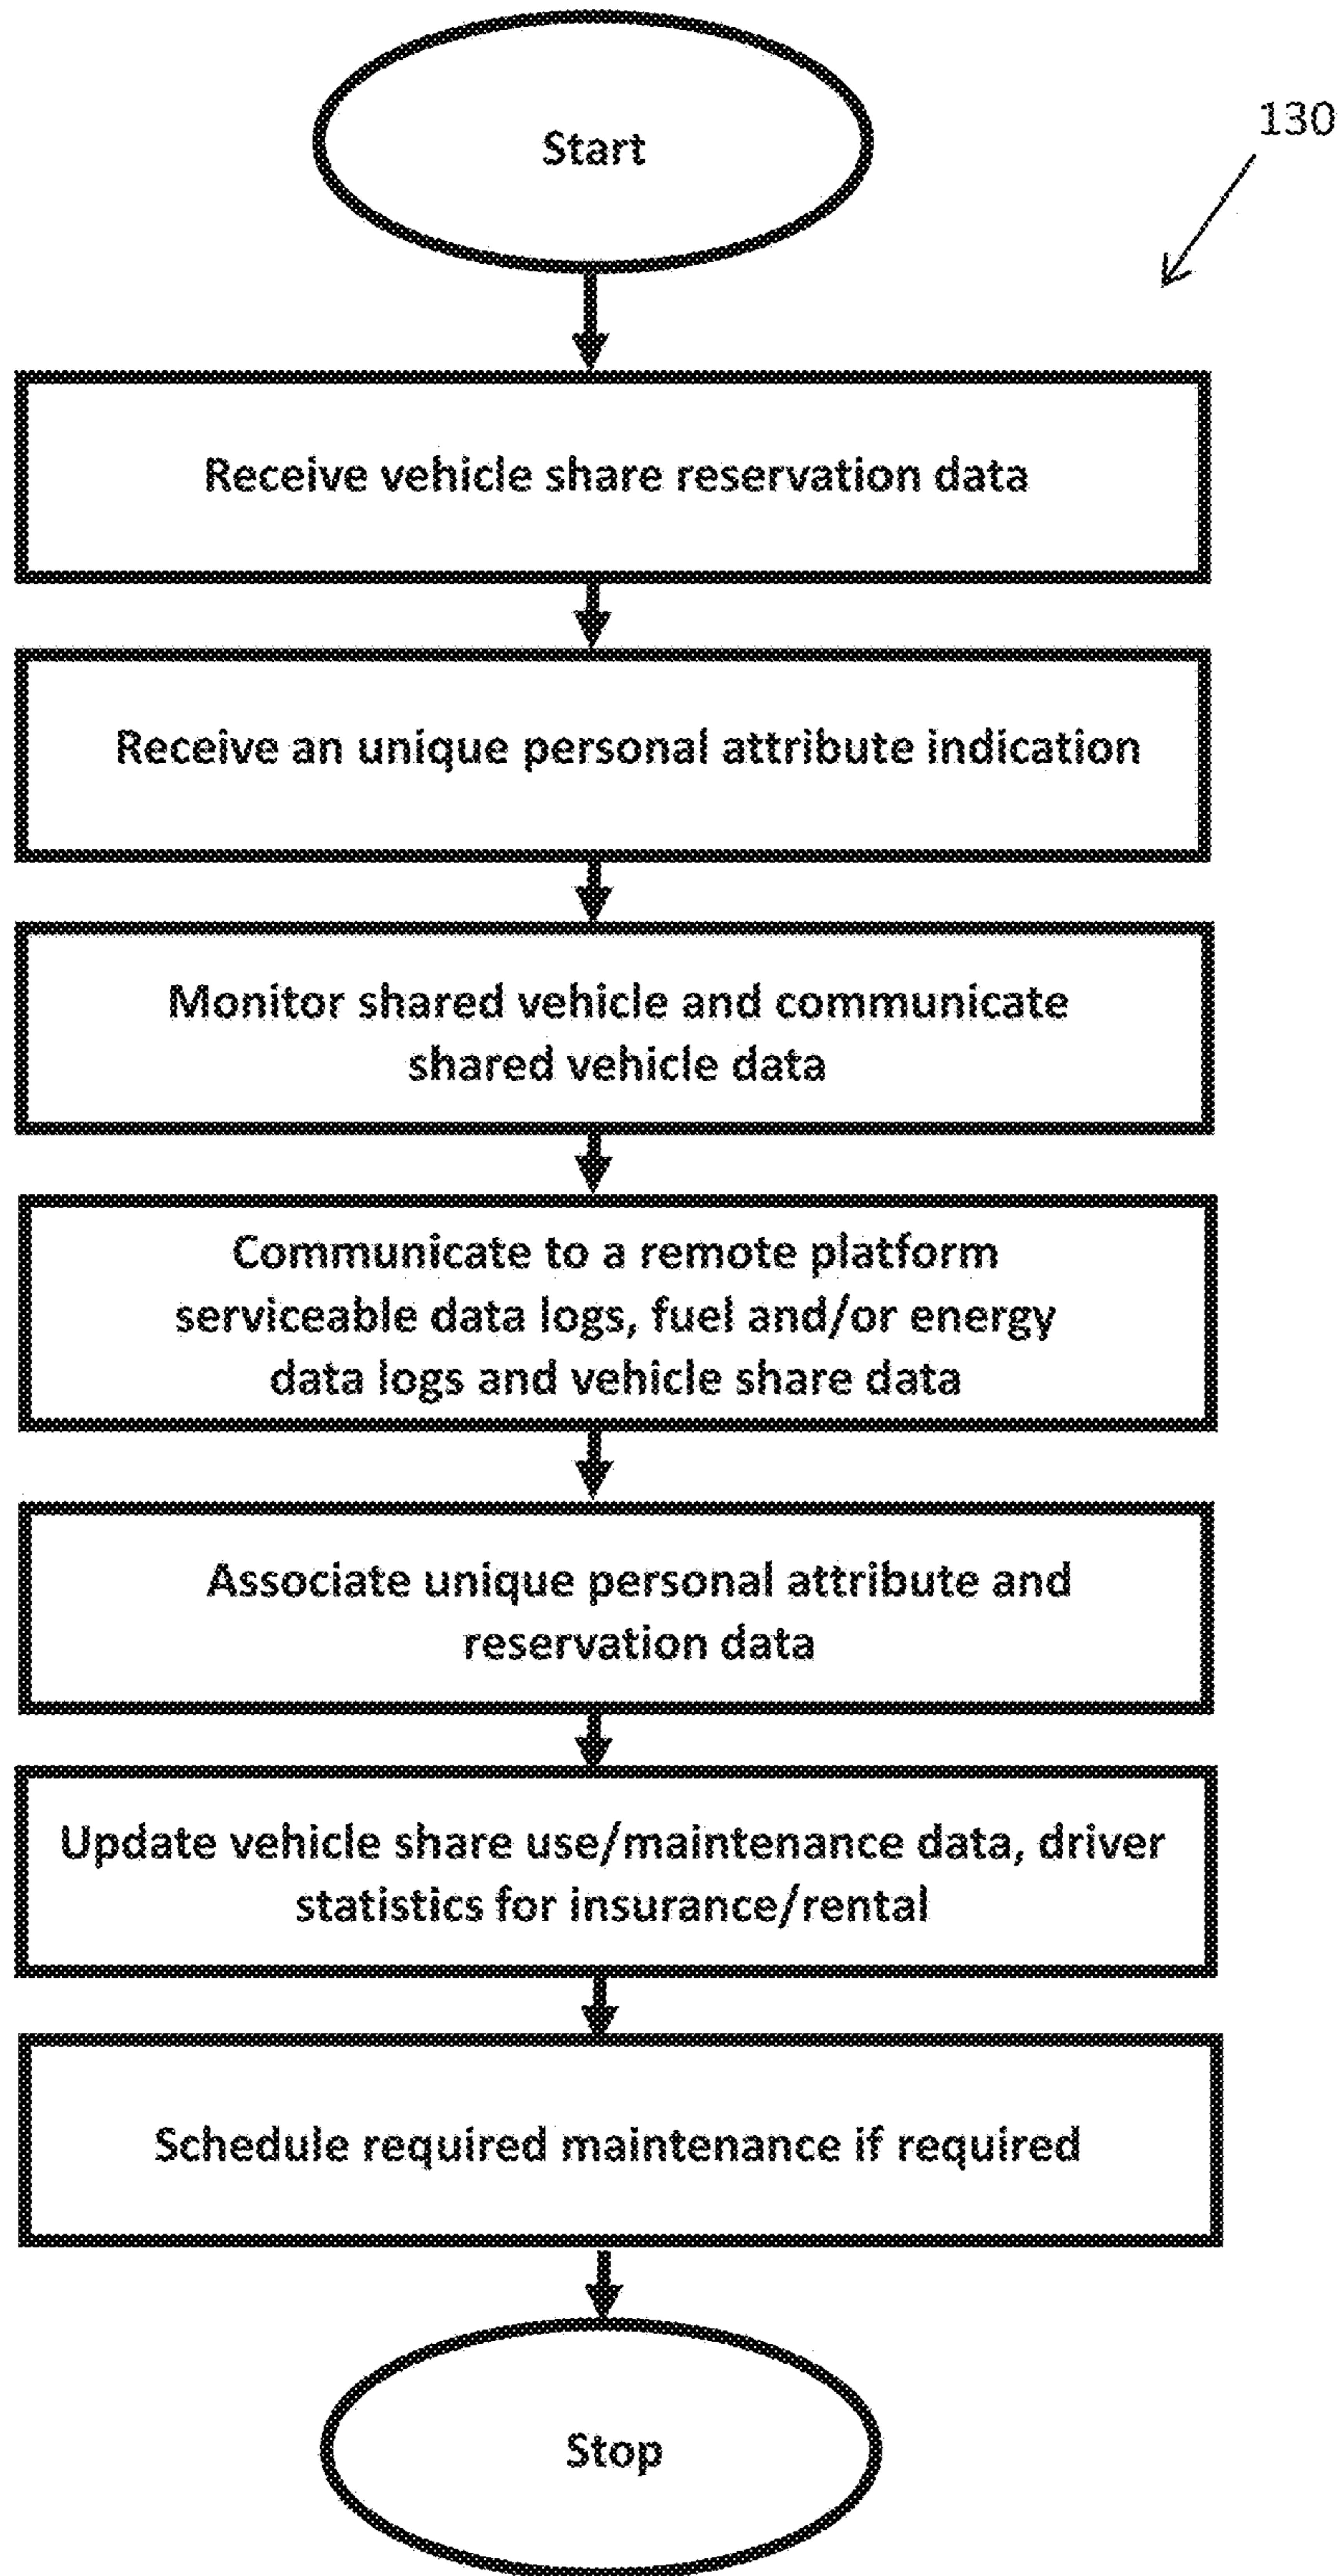 Start
130
Receive vehicle share reservation data
Receive an unique personal attribute indication
Monitor shared vehicle and communicate
shared vehicle data
Communicate to a remote platform
serviceable data logs, fuel and/or energy
data logs and vehicle share data
Associate unique personal attribute and
reservation data
Update vehicle share use/maintenance data, driver
statistics for insurance/rental
Schedule required maintenance if required
Stop